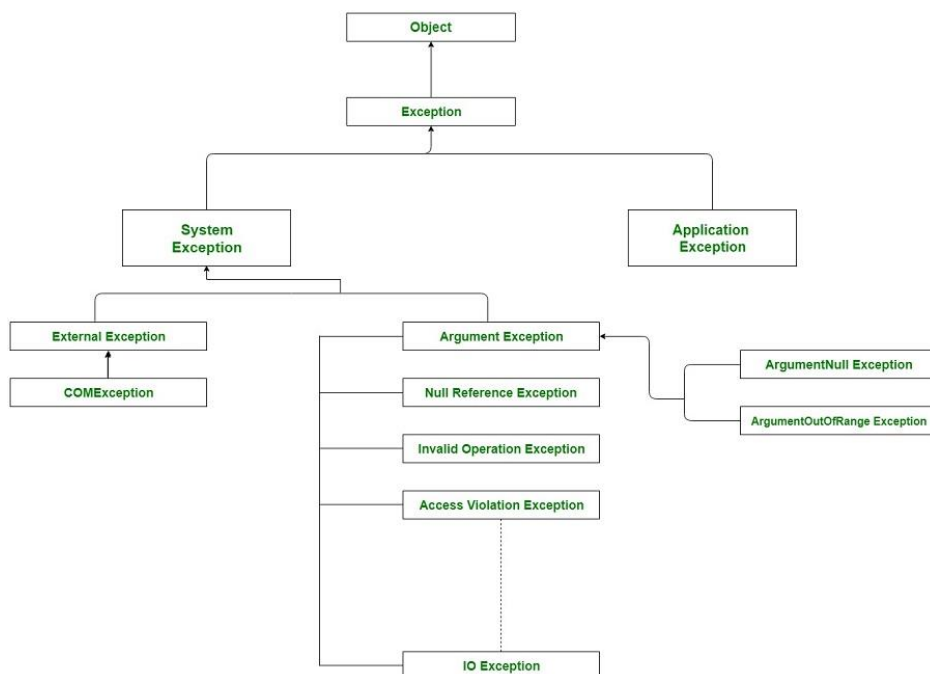 Object
Exception
System
Exception
Application
Exception
External Exception
Argument Exception
COMException
Null Reference Exception
ArgumentNull Exception
ArgumentOutOfRange Exception
Invalid Operation Exception
Access Violation Exception
IO Exception